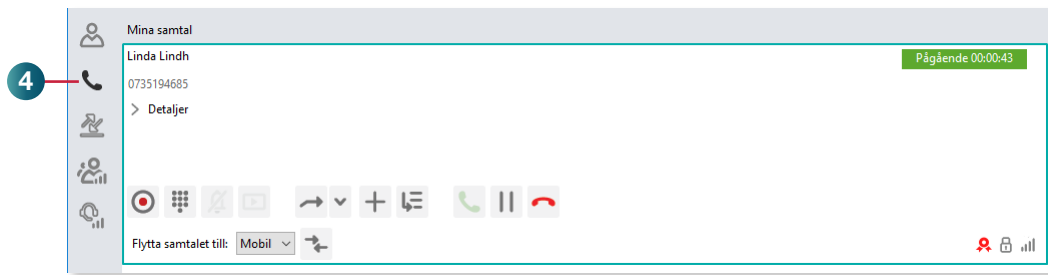 Mina samtal
Linda Lindh
Pågående 00:00:43
4
0735194685
Detaljer
Flytta samtalet till: Mobil